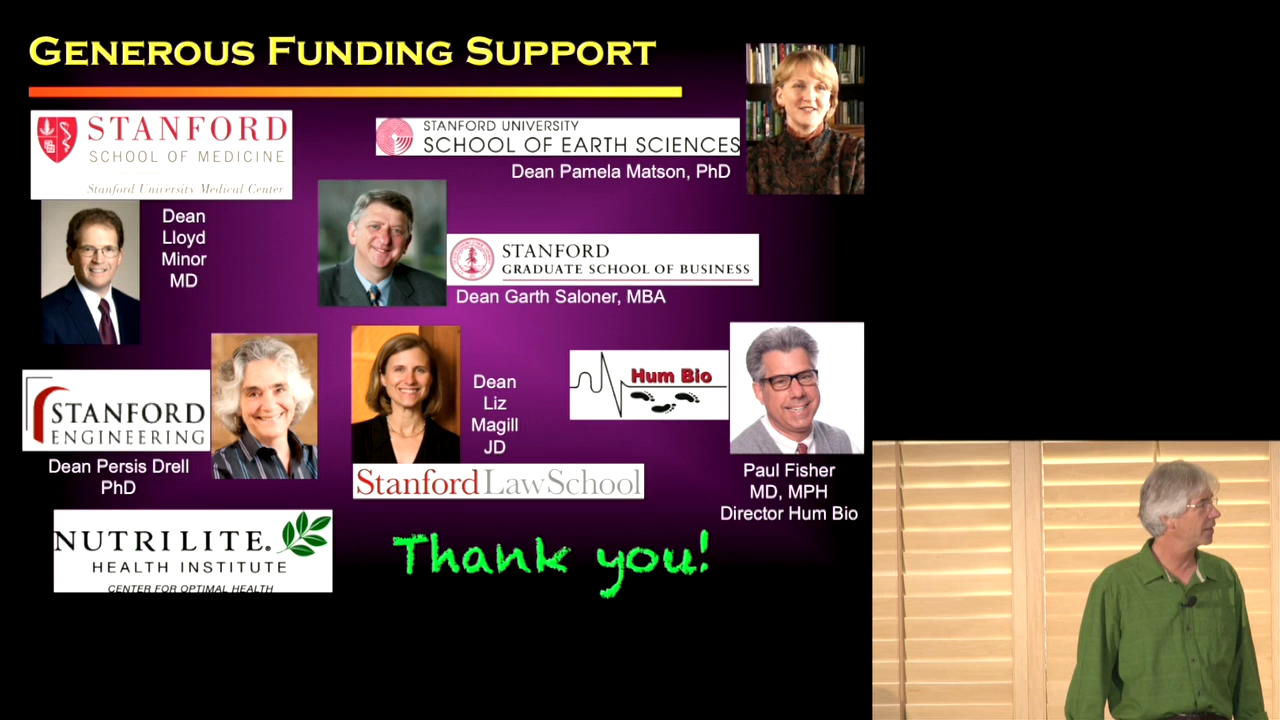 GENEROUS FUNDING SUPPORT
STANFORD
SCHOOL OF MEDICINE
Stanford University Medical Center
STANFORD UNIVERSITY
SCHOOL OF EARTH SCIENCES
Dean Pamela Matson, PhD
Dean
Lloyd
Minor
MD
STANFORD
GRADUATE SCHOOL OF BUSINESS
Dean Garth Saloner, MBA
STANFORD
ENGINEERING
Dean Persis Drell
PhD
Dean
Liz
Magill
JD
Stanford Law School
Hum Bio
Paul Fisher
MD, MPH
Director Hum Bio
NUTRILITE®
HEALTH INSTITUTE
CENTER FOR OPTIMAL HEALTH
Thank you!